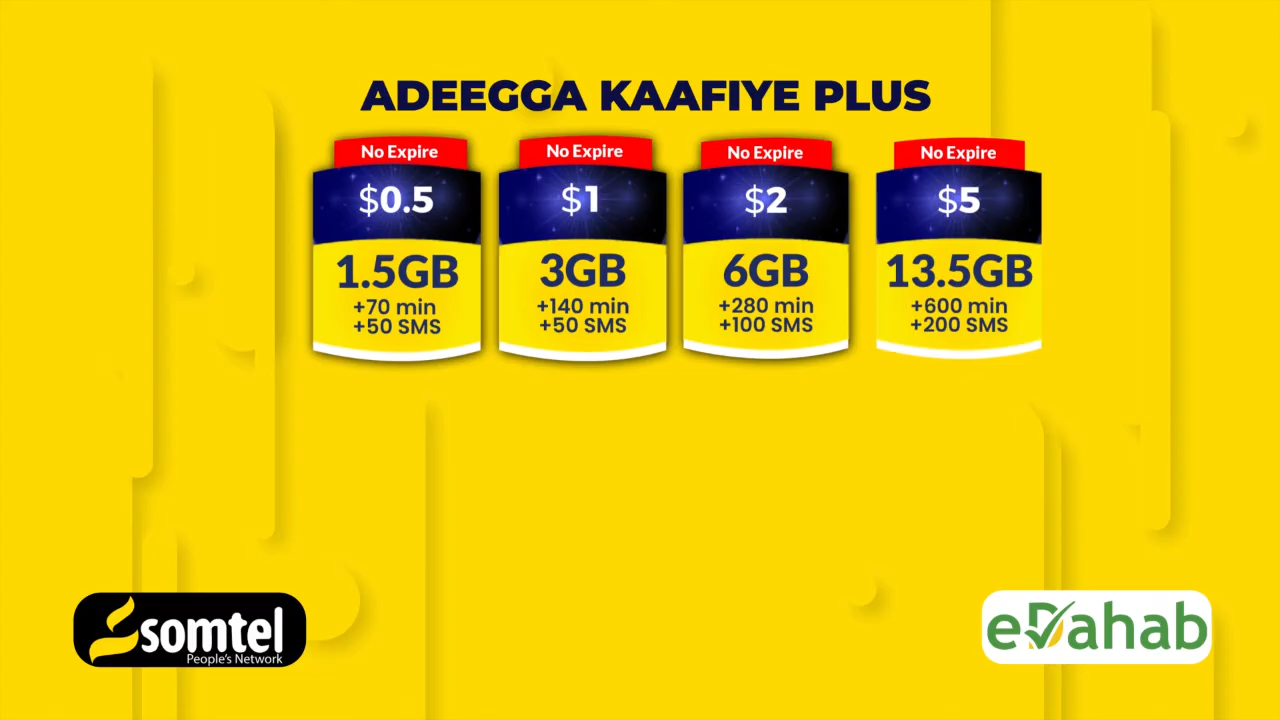 ADEEGGA KAAFIYE PLUS
No Expire
$0.5
1.5GB
+70 min
+50 SMS
No Expire
$1
3GB
+140 min
+50 SMS
No Expire
$2
6GB
+280 min
+100 SMS
No Expire
$5
13.5GB
+600 min
+200 SMS
somtel
People's Network
eDahab